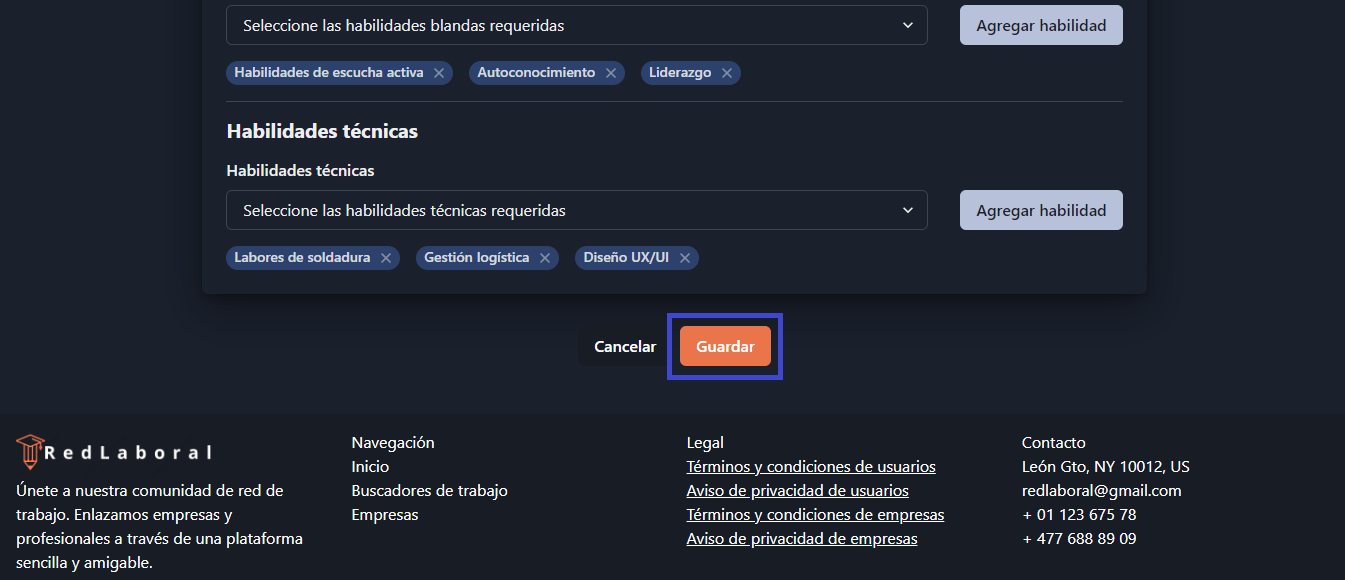 Seleccione las habilidades blandas requeridas
Agregar habilidad
Habilidades de escucha activa
Autoconocimiento
Liderazgo
Habilidades técnicas
Habilidades técnicas
Seleccione las habilidades técnicas requeridas
Agregar habilidad
Labores de soldadura
Gestión logística
Diseño UX/UI
Cancelar
Guardar
RedLaboral
Únete a nuestra comunidad de red de
trabajo. Enlazamos empresas y
profesionales a través de una plataforma
sencilla y amigable.
Navegación
Inicio
Buscadores de trabajo
Empresas
Legal
Términos y condiciones de usuarios
Aviso de privacidad de usuarios
Términos y condiciones de empresas
Aviso de privacidad de empresas
Contacto
León Gto, NY 10012, US
redlaboral@gmail.com
+ 01 123 675 78
+ 477 688 89 09